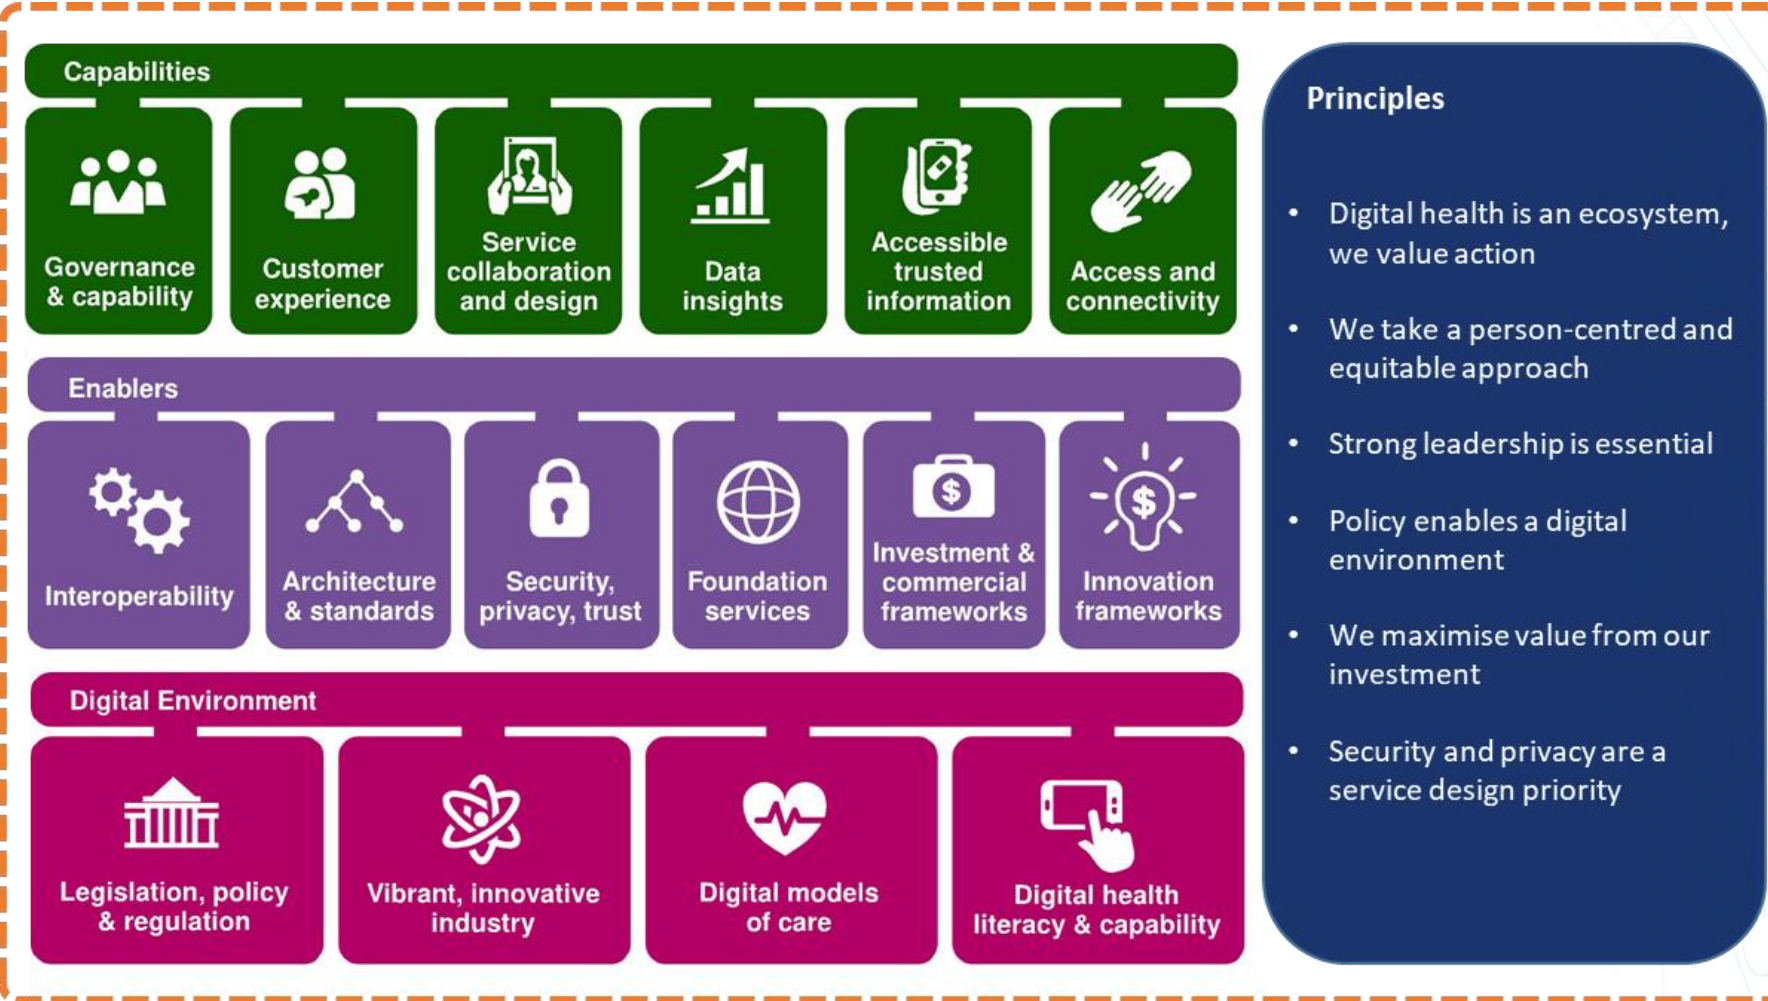 Capabilities
Governance
& capability
Customer
experience
Service
collaboration
and design
Data
insights
Accessible
trusted
information
Access and
connectivity
Enablers
Interoperability
Architecture
& standards
Security,
privacy, trust
Foundation
services
$
Investment &
commercial
frameworks
$
Innovation
frameworks
Digital Environment
Legislation, policy
& regulation
Vibrant, innovative
industry
Digital models
of care
Digital health
literacy & capability
Principles
• Digital health is an ecosystem,
we value action
• We take a person-centred and
equitable approach
• Strong leadership is essential
• Policy enables a digital
environment
• We maximise value from our
investment
• Security and privacy are a
service design priority